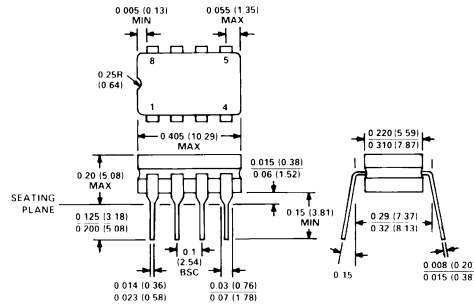 0.005 (0.13)
MIN
0.055 (1.35)
MAX
8 5
0.25R
(0.64)
1 4
0.405 (10.29)
MAX
0.20 (5.08)
MAX
0.015 (0.38)
0.06 (1.52)
0.220 (5.59)
0.310 (7.87)
SEATING
PLANE
0.15 (3.81)
MIN
0.125 (3.18)
0.200 (5.08)
0.1
(2.54)
BSC
0.29 (7.37)
0.32 (8.13)
0.014 (0.36)
0.023 (0.58)
0.03 (0.76)
0.07 (1.78)
0.15
0.008 (0.20)
0.015 (0.38)